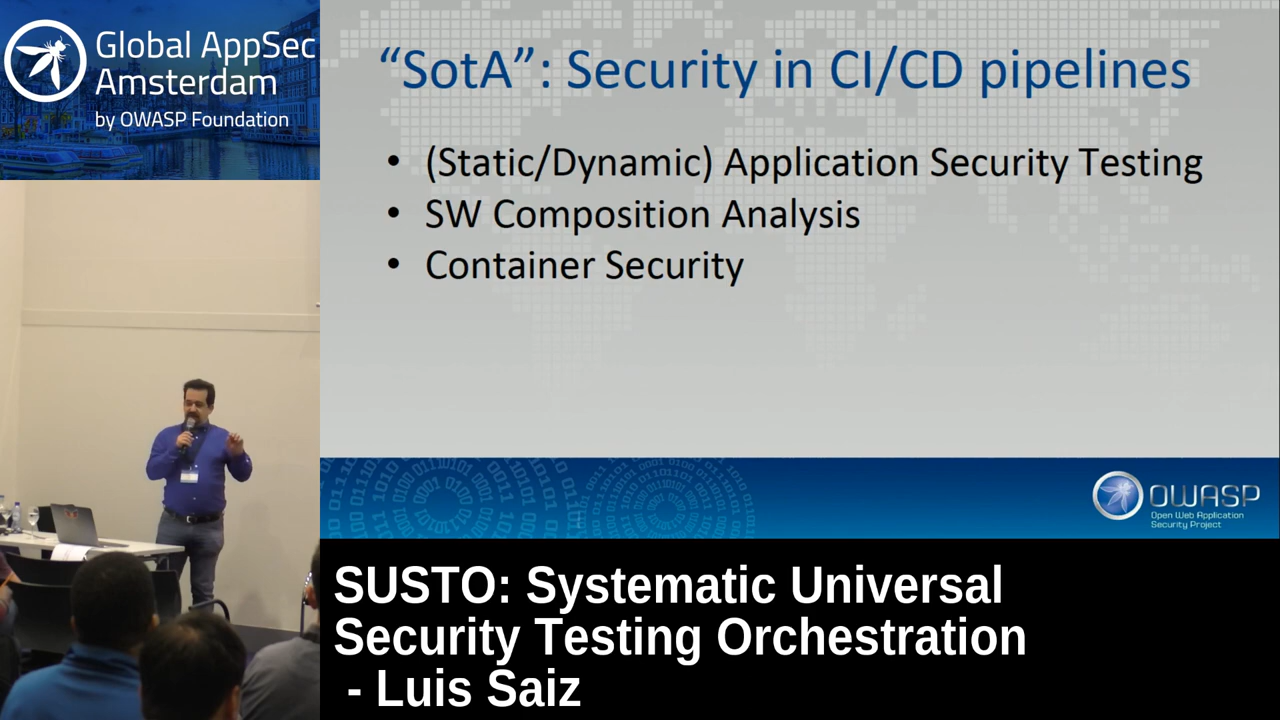 Global AppSec
Amsterdam
by OWASP Foundation
“SotA”: Security in CI/CD pipelines
• (Static/Dynamic) Application Security Testing
• SW Composition Analysis
• Container Security
OWASP
Open Web Application
Security Project
SUSTO: Systematic Universal
Security Testing Orchestration
- Luis Saiz